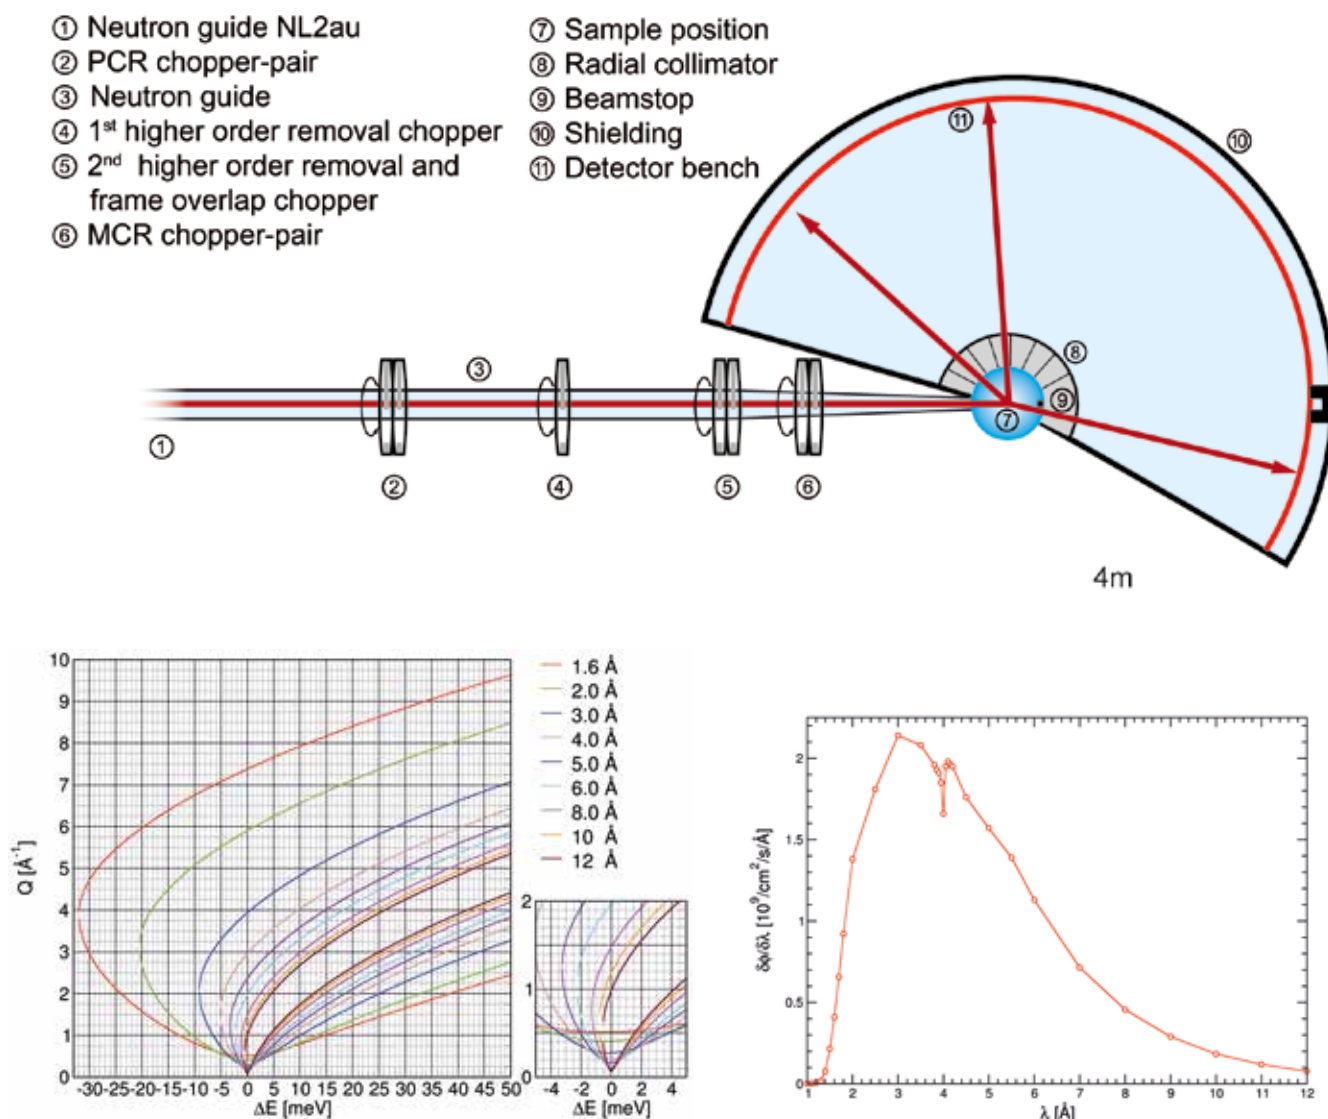 ① Neutron guide NL2au
② PCR chopper-pair
③ Neutron guide
④ 1st higher order removal chopper
⑤ 2nd higher order removal and
frame overlap chopper
⑥ MCR chopper-pair
⑦ Sample position
⑧ Radial collimator
⑨ Beamstop
⑩ Shielding
⑪ Detector bench
⑪
⑩
③
⑧
⑨
⑦
①
②
④
⑤
⑥
4m
10
9
8
7
6
5
4
3
2
1
0
Q [Å-1]
-30 -25 -20 -15 -10 -5 0 5 10 15 20 25 30 35 40 45 50
ΔE [meV]
1.6 Å
2.0 Å
3.0 Å
4.0 Å
5.0 Å
6.0 Å
8.0 Å
10 Å
12 Å
2
1
0
-4 -2 0 2 4
ΔE [meV]
2
1.5
1
0.5
0
δϕ/δλ [10⁹/cm²/s/Å]
1 2 3 4 5 6 7 8 9 10 11 12
λ [Å]